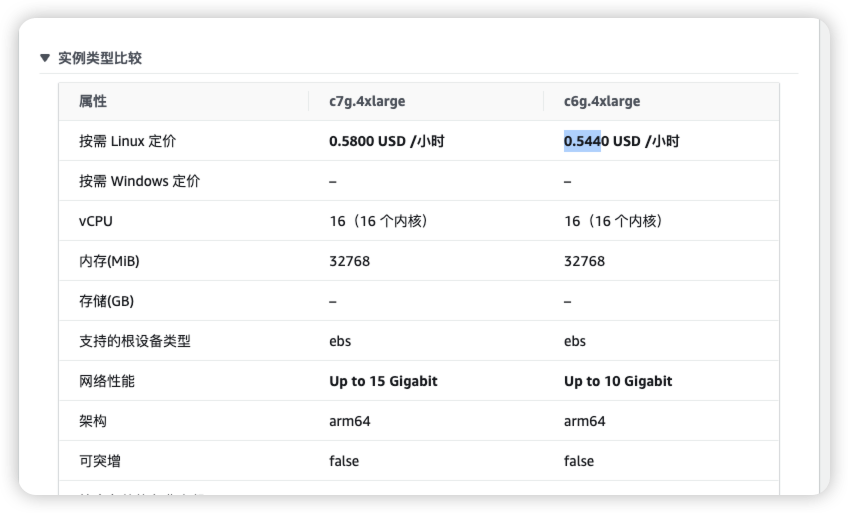 ▼ 实例类型比较
属性 c7g.4xlarge c6g.4xlarge
按需 Linux 定价 0.5800 USD /小时 0.5440 USD /小时
按需 Windows 定价 – –
vCPU 16（16 个内核） 16（16 个内核）
内存(MiB) 32768 32768
存储(GB) – –
支持的根设备类型 ebs ebs
网络性能 Up to 15 Gigabit Up to 10 Gigabit
架构 arm64 arm64
可突增 false false